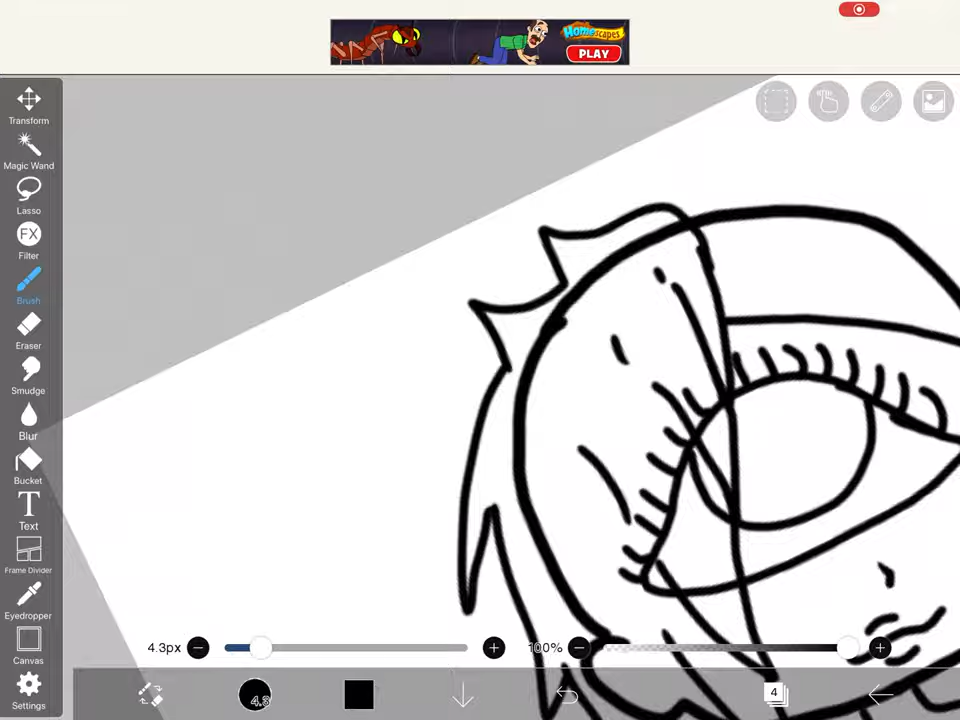 Homescapes
PLAY
Transform
Magic Wand
Lasso
FX
Filter
Brush
Eraser
Smudge
Blur
Bucket
T
Text
Frame Divider
Eyedropper
Canvas
Settings
4.3px
100%
4.3
4